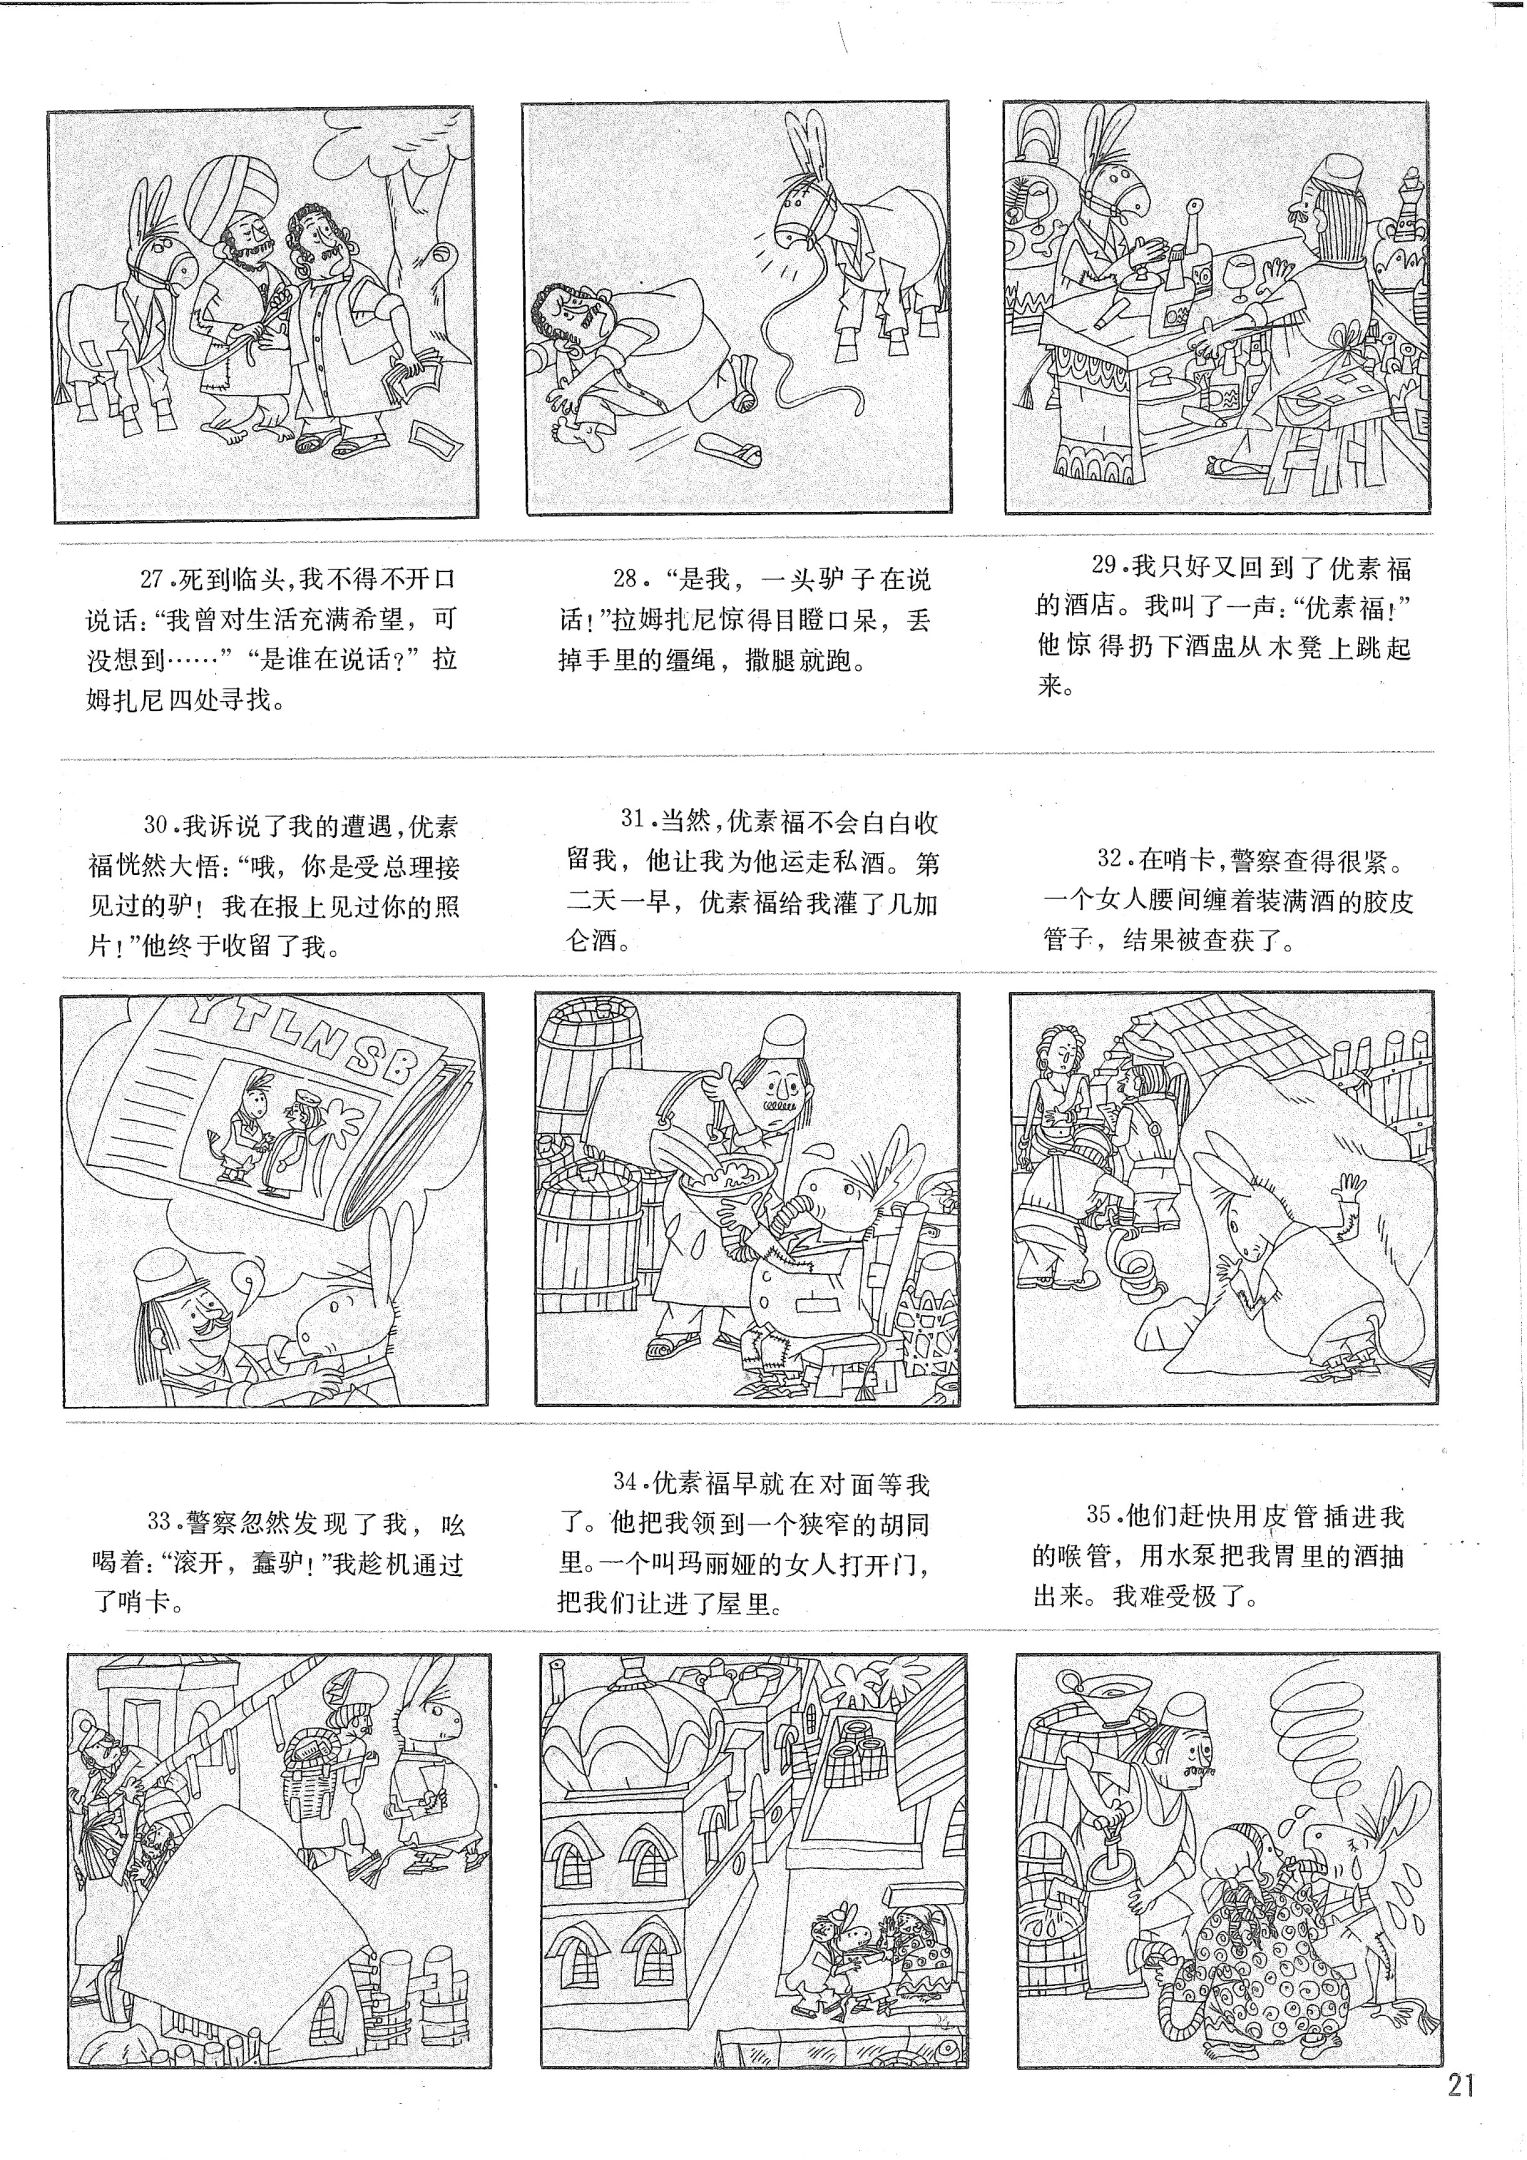 27.死到临头,我不得不开口
说话:“我曾对生活充满希望，可
没想到……” “是谁在说话?”拉
姆扎尼四处寻找。
28. “是我，一头驴子在说
话!”拉姆扎尼惊得目瞪口呆，丢
掉手里的缰绳，撒腿就跑。
29.我只好又回到了优素福
的酒店。我叫了一声:“优素福!”
他惊得扔下酒盅从木凳上跳起
来。
30.我诉说了我的遭遇,优素
福恍然大悟:“哦，你是受总理接
见过的驴! 我在报上见过你的照
片!”他终于收留了我。
31.当然,优素福不会白白收
留我，他让我为他运走私酒。第
二天一早，优素福给我灌了几加
仑酒。
32.在哨卡,警察查得很紧。
一个女人腰间缠着装满酒的胶皮
管子，结果被查获了。
YTLNSB
33.警察忽然发现了我，吆
喝着:“滚开，蠢驴!”我趁机通过
了哨卡。
34.优素福早就在对面等我
了。他把我领到一个狭窄的胡同
里。一个叫玛丽娅的女人打开门，
把我们让进了屋里。
35.他们赶快用皮管插进我
的喉管，用水泵把我胃里的酒抽
出来。我难受极了。
21